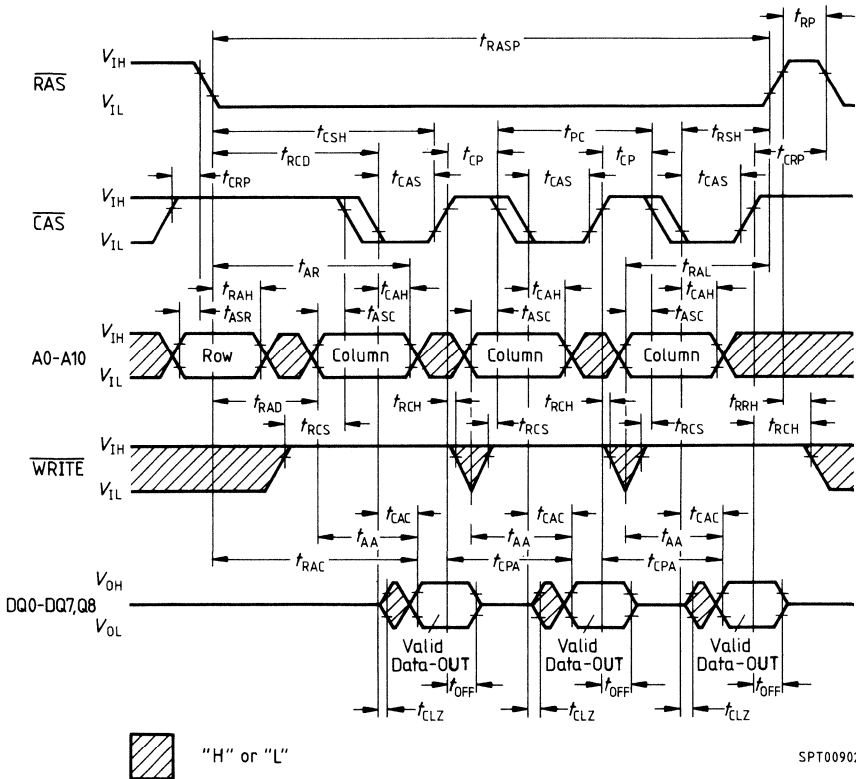 tRP
tRASP
RAS
VIH
VIL
tCSH
tPC
tRSH
tRCD
tCP
tCP
tCRP
tCRP
tCAS
tCAS
tCAS
CAS
VIH
VIL
tAR
tRAL
tRAH
tCAH
tCAH
tCAH
tASR
tASC
tASC
tASC
A0-A10
VIH
VIL
Row
Column
Column
Column
tRAD
tRCH
tRCH
tRRH
tRCS
tRCS
tRCS
tRCH
WRITE
VIH
VIL
tCAC
tCAC
tCAC
tAA
tAA
tAA
tRAC
tCPA
tCPA
DQ0-DQ7,Q8
VOH
VOL
Valid
Data-OUT
Valid
Data-OUT
Valid
Data-OUT
tOFF
tOFF
tOFF
tCLZ
tCLZ
tCLZ
"H" or "L"
SPT00902